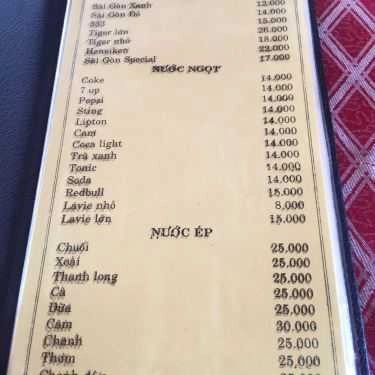 Sài Gòn Xanh 12.000
Sài Gòn Đỏ 14.000
333 15.000
Tiger lớn 26.000
Tiger nhỏ 18.000
Henniken 22.000
Sài Gòn Special 17.000
NƯỚC NGỌT
Coke 14.000
7 up 14.000
Pepsi 14.000
Sting 14.000
Lipton 14.000
Cam 14.000
Coca light 14.000
Trà xanh 14.000
Tonic 14.000
Soda 14.000
Redbull 15.000
Lavie nhỏ 8.000
Lavie lớn 15.000
NƯỚC ÉP
Chuối 25.000
Xoài 25.000
Thanh long 25.000
Cà 25.000
Dừa 25.000
Cam 30.000
Chanh 25.000
Thơm 25,000
Chanh 25.000